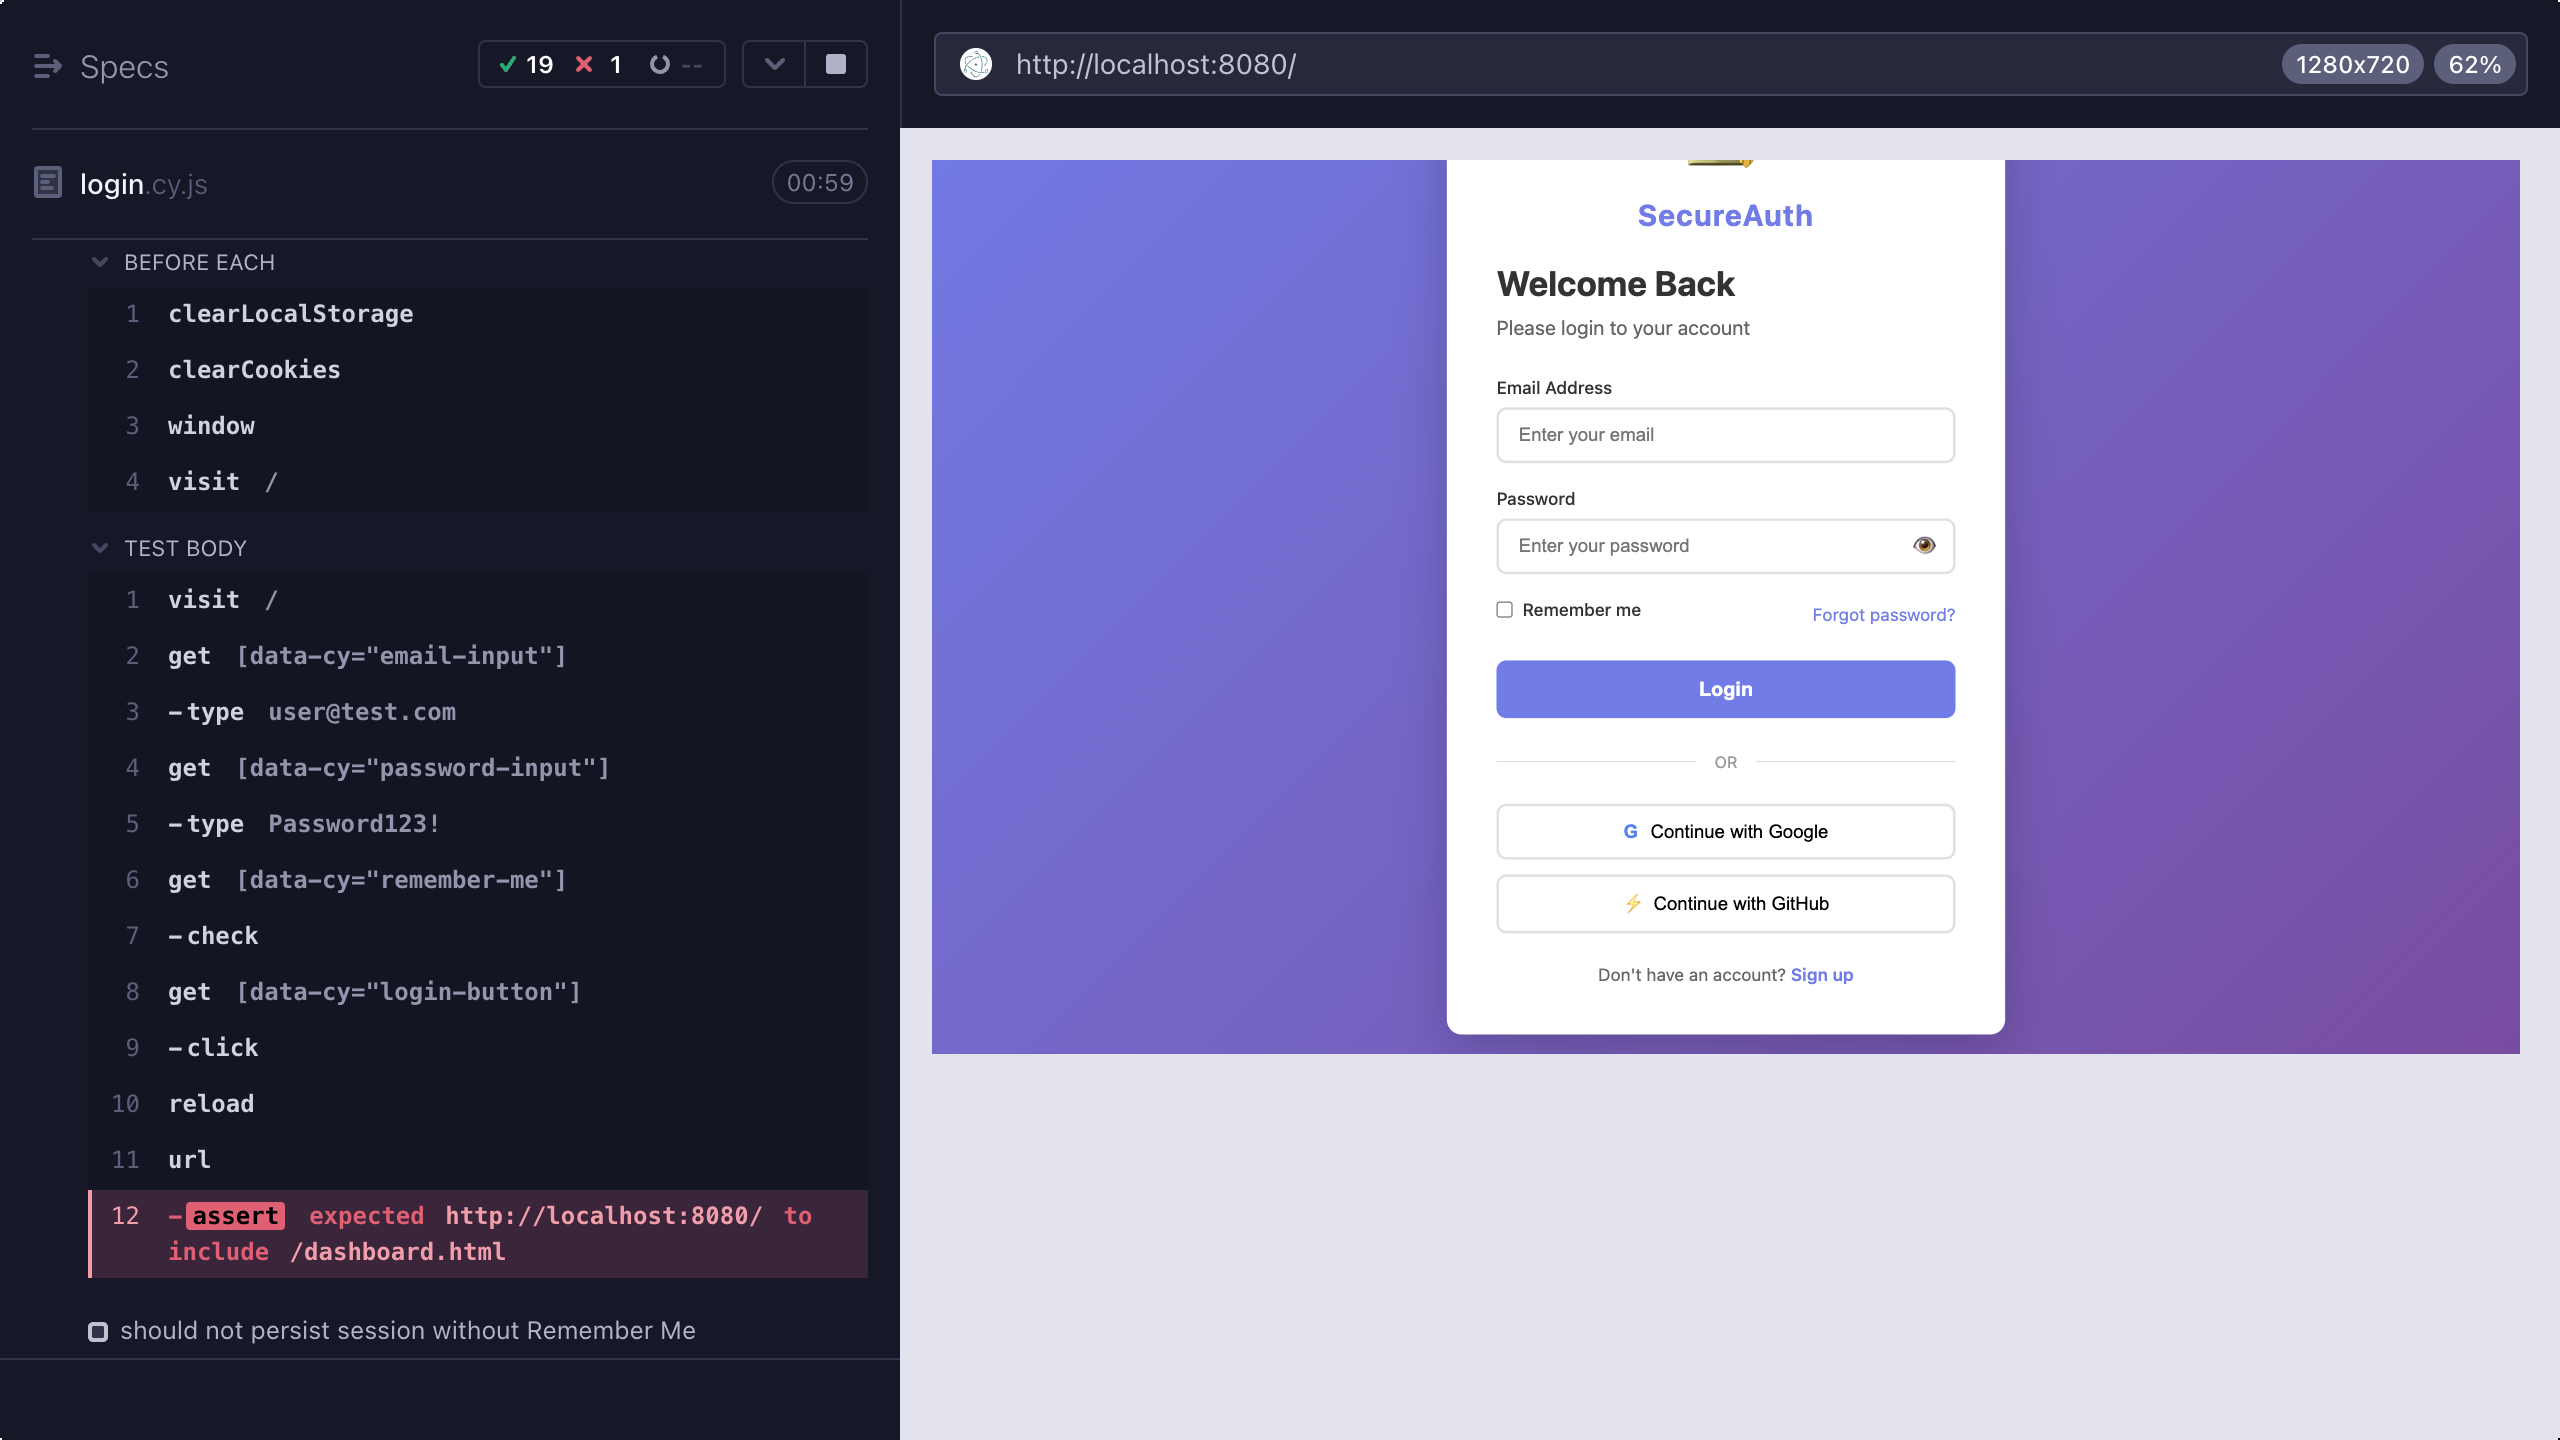 Specs
19 1 --
login.cy.js 00:59
BEFORE EACH
1 clearLocalStorage
2 clearCookies
3 window
4 visit /
TEST BODY
1 visit /
2 get [data-cy="email-input"]
3 -type user@test.com
4 get [data-cy="password-input"]
5 -type Password123!
6 get [data-cy="remember-me"]
7 -check
8 get [data-cy="login-button"]
9 -click
10 reload
11 url
12 -assert expected http://localhost:8080/ to
include /dashboard.html
should not persist session without Remember Me
http://localhost:8080/ 1280x720 62%
SecureAuth
Welcome Back
Please login to your account
Email Address
Enter your email
Password
Enter your password
Remember me
Forgot password?
Login
OR
G Continue with Google
Continue with GitHub
Don't have an account? Sign up